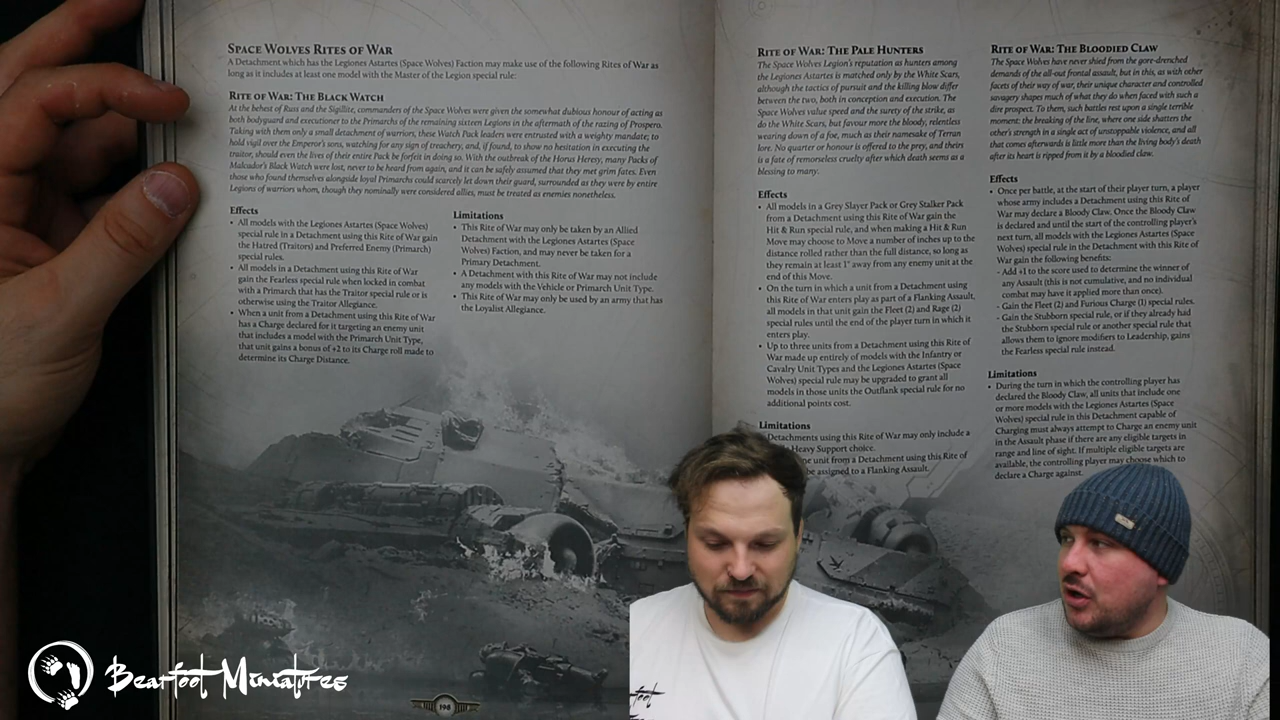 SPACE WOLVES RITES OF WAR
A Detachment which has the Legiones Astartes (Space Wolves) Faction may make use of the following Rites of War as
long as it includes at least one model with the Master of the Legion special rule:
RITE OF WAR: THE BLACK WATCH
At the behest of Russ and the Sigillite, commanders of the Space Wolves were given the somewhat dubious honour of acting as
both bodyguard and executioner to the Primarchs of the remaining sixteen Legions in the aftermath of the razing of Prospero.
Taking with them only a small detachment of warriors, these Watch Pack leaders were entrusted with a weighty mandate; to
hold vigil over the Emperor's sons, watching for any sign of treachery, and, if found, to show no hesitation in executing the
traitor, should even the lives of their entire Pack be forfeit in doing so. With the outbreak of the Horus Heresy, many Packs of
Malcador's Black Watch were lost, never to be heard from again, and it can be safely assumed that they met grim fates. Even
those who found themselves alongside loyal Primarchs could scarcely let down their guard, surrounded as they were by entire
Legions of warriors whom, though they nominally were considered allies, must be treated as enemies nonetheless.
Effects
• All models with the Legiones Astartes (Space Wolves)
special rule in a Detachment using this Rite of War gain
the Hatred (Traitors) and Preferred Enemy (Primarch)
special rules.
• All models in a Detachment using this Rite of War
gain the Fearless special rule when locked in combat
with a Primarch that has the Traitor special rule or is
otherwise using the Traitor Allegiance.
• When a unit from a Detachment using this Rite of War
has a Charge declared for it targeting an enemy unit
that includes a model with the Primarch Unit Type,
that unit gains a bonus of +2 to its Charge roll made to
determine its Charge Distance.
Limitations
• This Rite of War may only be taken by an Allied
Detachment with the Legiones Astartes (Space
Wolves) Faction, and may never be taken for a
Primary Detachment.
• A Detachment with this Rite of War may not include
any models with the Vehicle or Primarch Unit Type.
• This Rite of War may only be used by an army that has
the Loyalist Allegiance.
198
RITE OF WAR: THE PALE HUNTERS
The Space Wolves Legion's reputation as hunters among
the Legiones Astartes is matched only by the White Scars,
although the tactics of pursuit and the killing blow differ
between the two, both in conception and execution. The
Space Wolves value speed and the surety of the strike, as
do the White Scars, but favour more the bloody, relentless
wearing down of a foe, much as their namesake of Terran
lore. No quarter or honour is offered to the prey, and theirs
is a fate of remorseless cruelty after which death seems as a
blessing to many.
Effects
• All models in a Grey Slayer Pack or Grey Stalker Pack
from a Detachment using this Rite of War gain the
Hit & Run special rule, and when making a Hit & Run
Move may choose to Move a number of inches up to the
distance rolled rather than the full distance, so long as
they remain at least 1" away from any enemy unit at the
end of this Move.
• On the turn in which a unit from a Detachment using
this Rite of War enters play as part of a Flanking Assault,
all models in that unit gain the Fleet (2) and Rage (2)
special rules until the end of the player turn in which it
enters play.
• Up to three units from a Detachment using this Rite of
War made up entirely of models with the Infantry or
Cavalry Unit Types and the Legiones Astartes (Space
Wolves) special rule may be upgraded to grant all
models in those units the Outflank special rule for no
additional points cost.
Limitations
Detachments using this Rite of War may only include a
Heavy Support choice.
one unit from a Detachment using this Rite of
be assigned to a Flanking Assault.
RITE OF WAR: THE BLOODIED CLAW
The Space Wolves have never shied from the gore-drenched
demands of the all-out frontal assault, but in this, as with other
facets of their way of war, their unique character and controlled
savagery shapes much of what they do when faced with such a
dire prospect. To them, such battles rest upon a single terrible
moment: the breaking of the line, where one side shatters the
other's strength in a single act of unstoppable violence, and all
that comes afterwards is little more than the living body's death
after its heart is ripped from it by a bloodied claw.
Effects
• Once per battle, at the start of their player turn, a player
whose army includes a Detachment using this Rite of
War may declare a Bloody Claw. Once the Bloody Claw
is declared and until the start of the controlling player's
next turn, all models with the Legiones Astartes (Space
Wolves) special rule in the Detachment with this Rite of
War gain the following benefits:
- Add +1 to the score used to determine the winner of
any Assault (this is not cumulative, and no individual
combat may have it applied more than once).
- Gain the Fleet (2) and Furious Charge (1) special rules.
- Gain the Stubborn special rule, or if they already had
the Stubborn special rule or another special rule that
allows them to ignore modifiers to Leadership, gains
the Fearless special rule instead.
Limitations
• During the turn in which the controlling player has
declared the Bloody Claw, all units that include one
or more models with the Legiones Astartes (Space
Wolves) special rule in this Detachment capable of
Charging must always attempt to Charge an enemy unit
in the Assault phase if there are any eligible targets in
range and line of sight. If multiple eligible targets are
available, the controlling player may choose which to
declare a Charge against.
Bearfoot Miniatures
foot